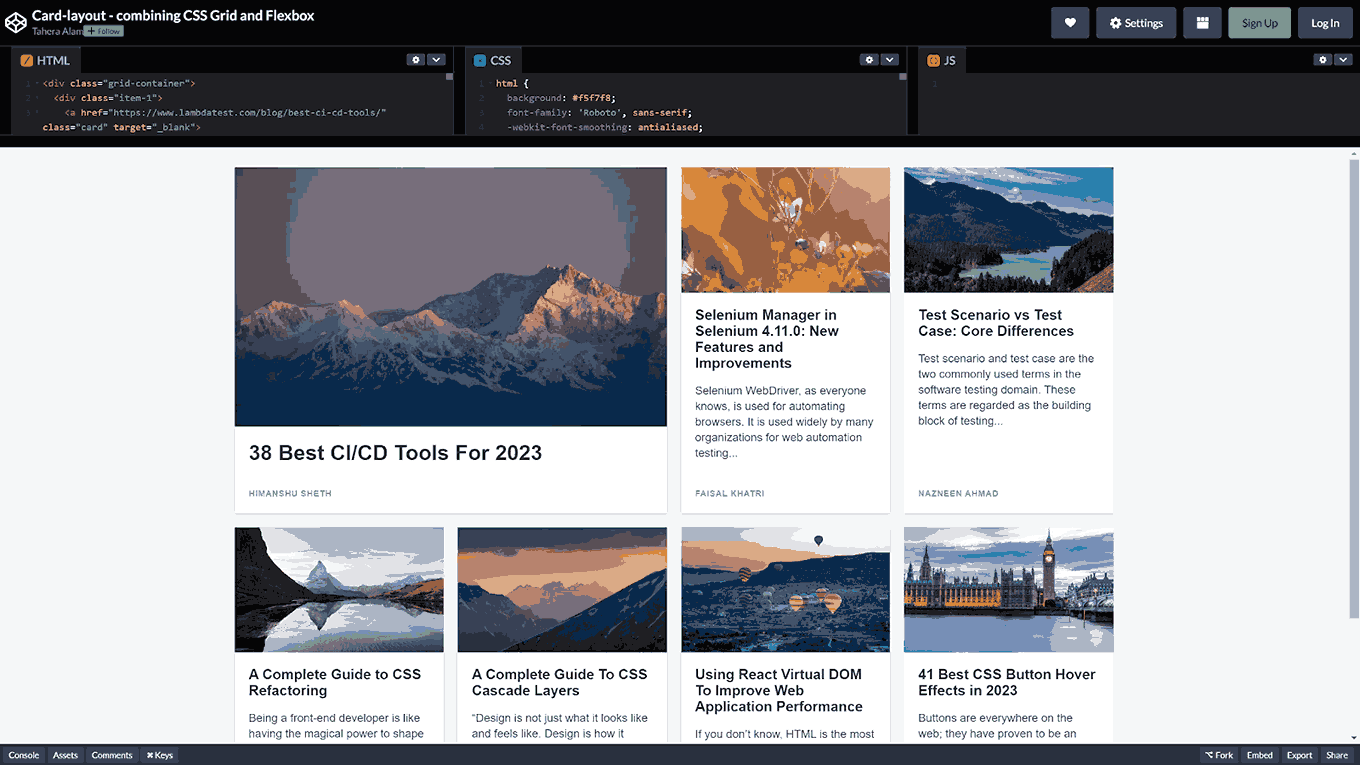 Card-layout - combining CSS Grid and Flexbox
Tahera Alam + Follow
Settings
Sign Up
Log In
HTML
1 <div class="grid-container">
2 <div class="item-1">
3 <a href="https://www.lambdatest.com/blog/best-ci-cd-tools/"
class="card" target="_blank">
CSS
1 html {
2 background: #f5f7f8;
3 font-family: 'Roboto', sans-serif;
4 -webkit-font-smoothing: antialiased;
JS
1
38 Best CI/CD Tools For 2023
HIMANSHU SHETH
Selenium Manager in
Selenium 4.11.0: New
Features and
Improvements
Selenium WebDriver, as everyone
knows, is used for automating
browsers. It is used widely by many
organizations for web automation
testing...
FAISAL KHATRI
Test Scenario vs Test
Case: Core Differences
Test scenario and test case are the
two commonly used terms in the
software testing domain. These
terms are regarded as the building
block of testing...
NAZNEEN AHMAD
A Complete Guide to CSS
Refactoring
Being a front-end developer is like
having the magical power to shape
A Complete Guide To CSS
Cascade Layers
“Design is not just what it looks like
and feels like. Design is how it
Using React Virtual DOM
To Improve Web
Application Performance
If you don’t know, HTML is the most
41 Best CSS Button Hover
Effects in 2023
Buttons are everywhere on the
web; they have proven to be an
Console
Assets
Comments
⌘ Keys
⌥ Fork
Embed
Export
Share